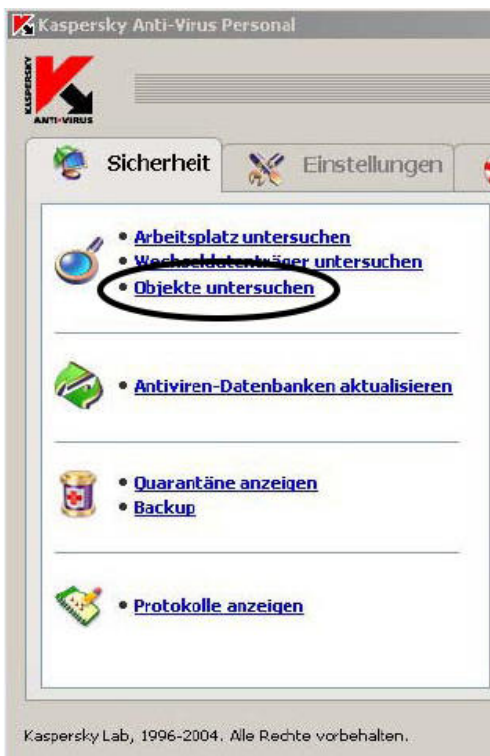 Kaspersky Anti-Virus Personal
KASPERSKY
ANTI-VIRUS
Sicherheit
Einstellungen
Arbeitsplatz untersuchen
Wechseldatenträger untersuchen
Objekte untersuchen
Antiviren-Datenbanken aktualisieren
Quarantäne anzeigen
Backup
Protokolle anzeigen
Kaspersky Lab, 1996-2004. Alle Rechte vorbehalten.